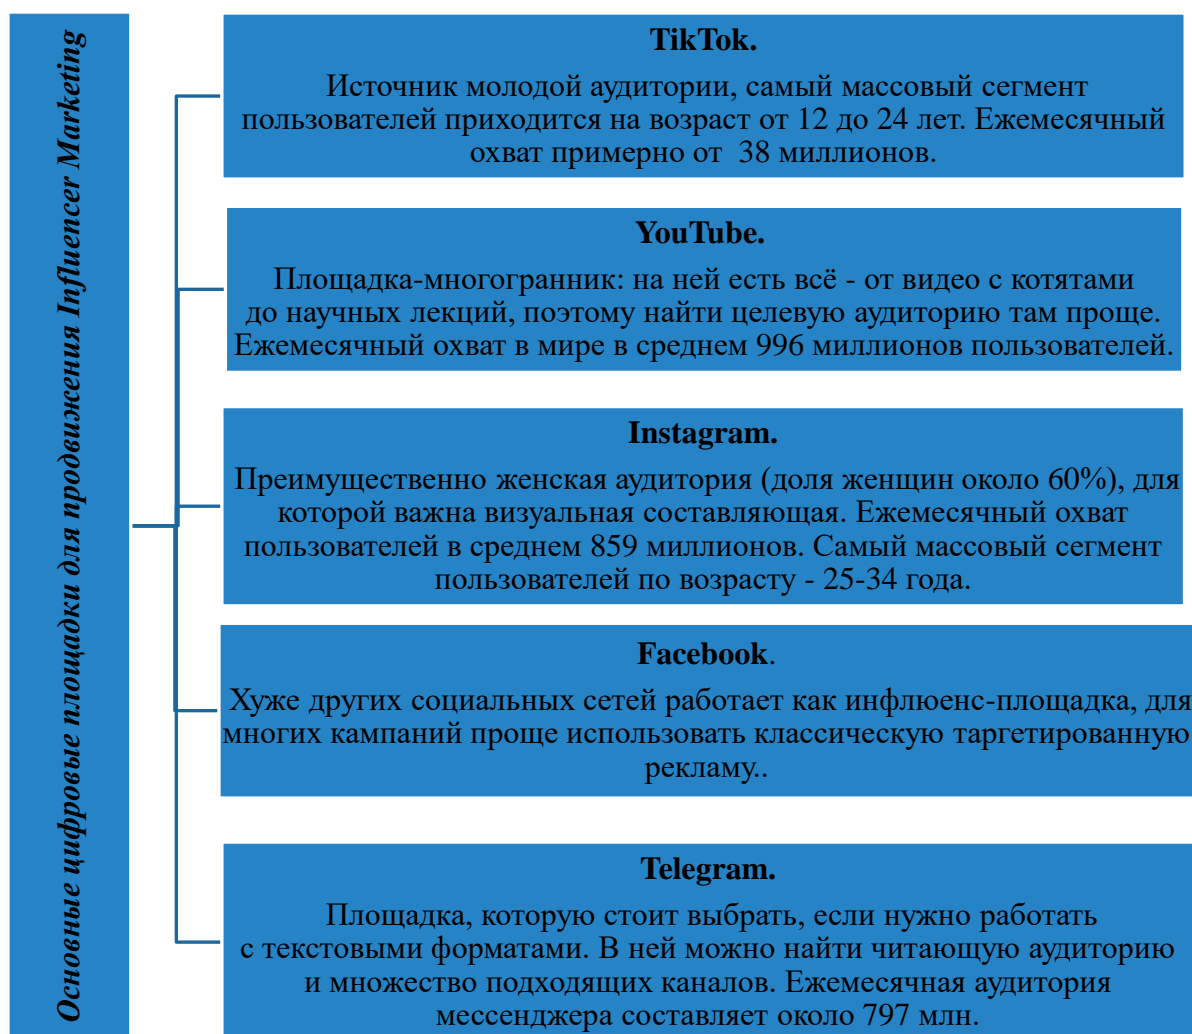 Основные цифровые площадки для продвижения Influencer Marketing
TikTok.
Источник молодой аудитории, самый массовый сегмент
пользователей приходится на возраст от 12 до 24 лет. Ежемесячный
охват примерно от 38 миллионов.
YouTube.
Площадка-многогранник: на ней есть всё - от видео с котятами
до научных лекций, поэтому найти целевую аудиторию там проще.
Ежемесячный охват в мире в среднем 996 миллионов пользователей.
Instagram.
Преимущественно женская аудитория (доля женщин около 60%), для
которой важна визуальная составляющая. Ежемесячный охват
пользователей в среднем 859 миллионов. Самый массовый сегмент
пользователей по возрасту - 25-34 года.
Facebook.
Хуже других социальных сетей работает как инфлюенс-площадка, для
многих кампаний проще использовать классическую таргетированную
рекламу..
Telegram.
Площадка, которую стоит выбрать, если нужно работать
с текстовыми форматами. В ней можно найти читающую аудиторию
и множество подходящих каналов. Ежемесячная аудитория
мессенджера составляет около 797 млн.